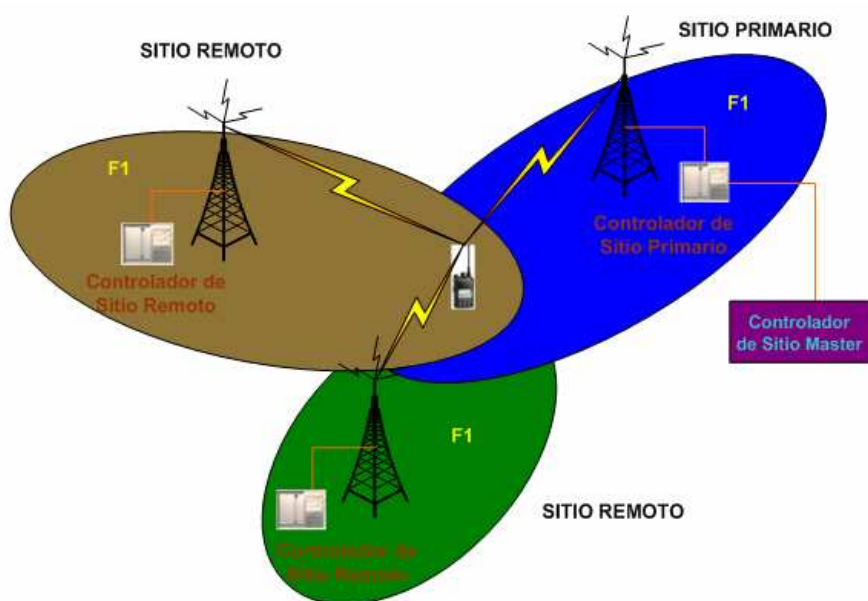 SITIO REMOTO
SITIO PRIMARIO
F1
F1
Controlador de
Sitio Primario
Controlador de
Sitio Remoto
Controlador
de Sitio Master
F1
SITIO REMOTO
Controlador de
Sitio Remoto